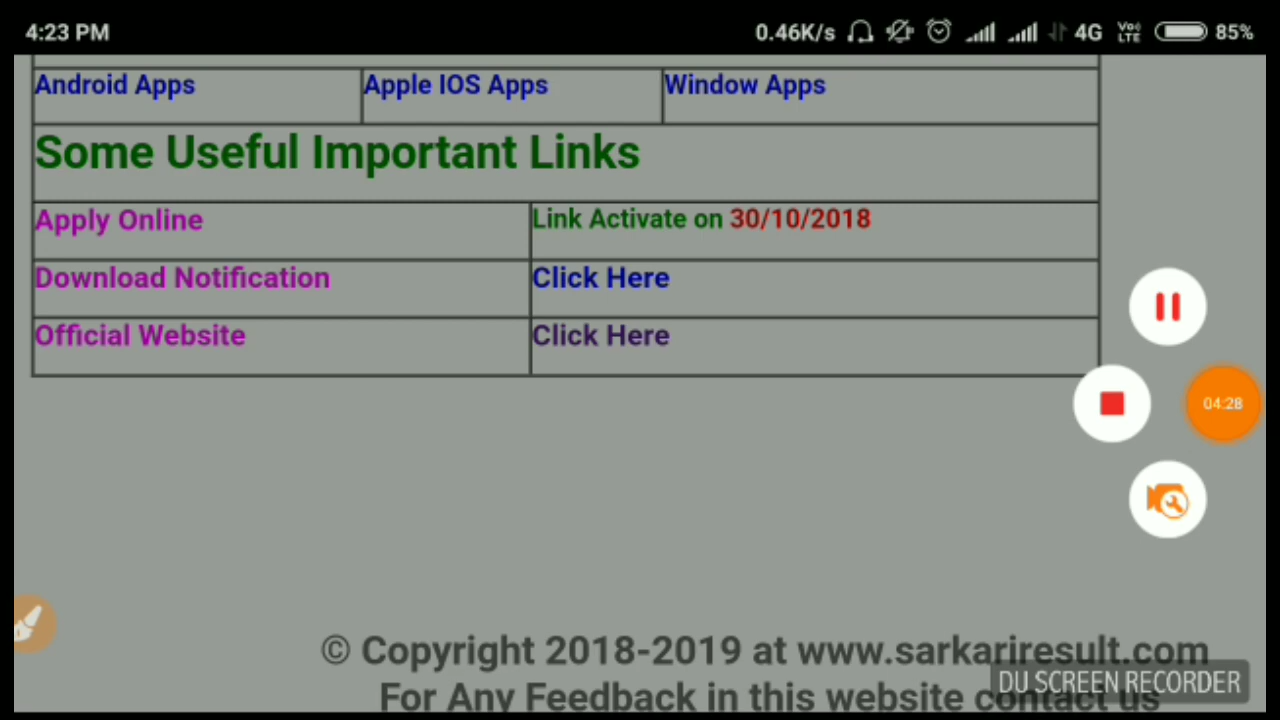 4:23 PM 0.46K/s 4G Vo) LTE 85%
Android Apps Apple IOS Apps Window Apps
Some Useful Important Links
Apply Online Link Activate on 30/10/2018
Download Notification Click Here
Official Website Click Here
04:28
© Copyright 2018-2019 at www.sarkariresult.com
DU SCREEN RECORDER
For Any Feedback in this website contact us